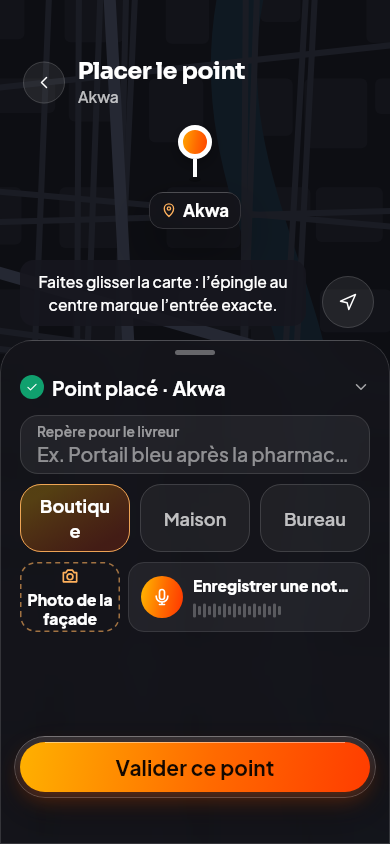 Placer le point
Akwa
Akwa
Faites glisser la carte : l’épingle au
centre marque l’entrée exacte.
Point placé · Akwa
Repère pour le livreur
Ex. Portail bleu après la pharmac...
Boutiqu
e
Maison
Bureau
Photo de la
façade
Enregistrer une not...
Valider ce point